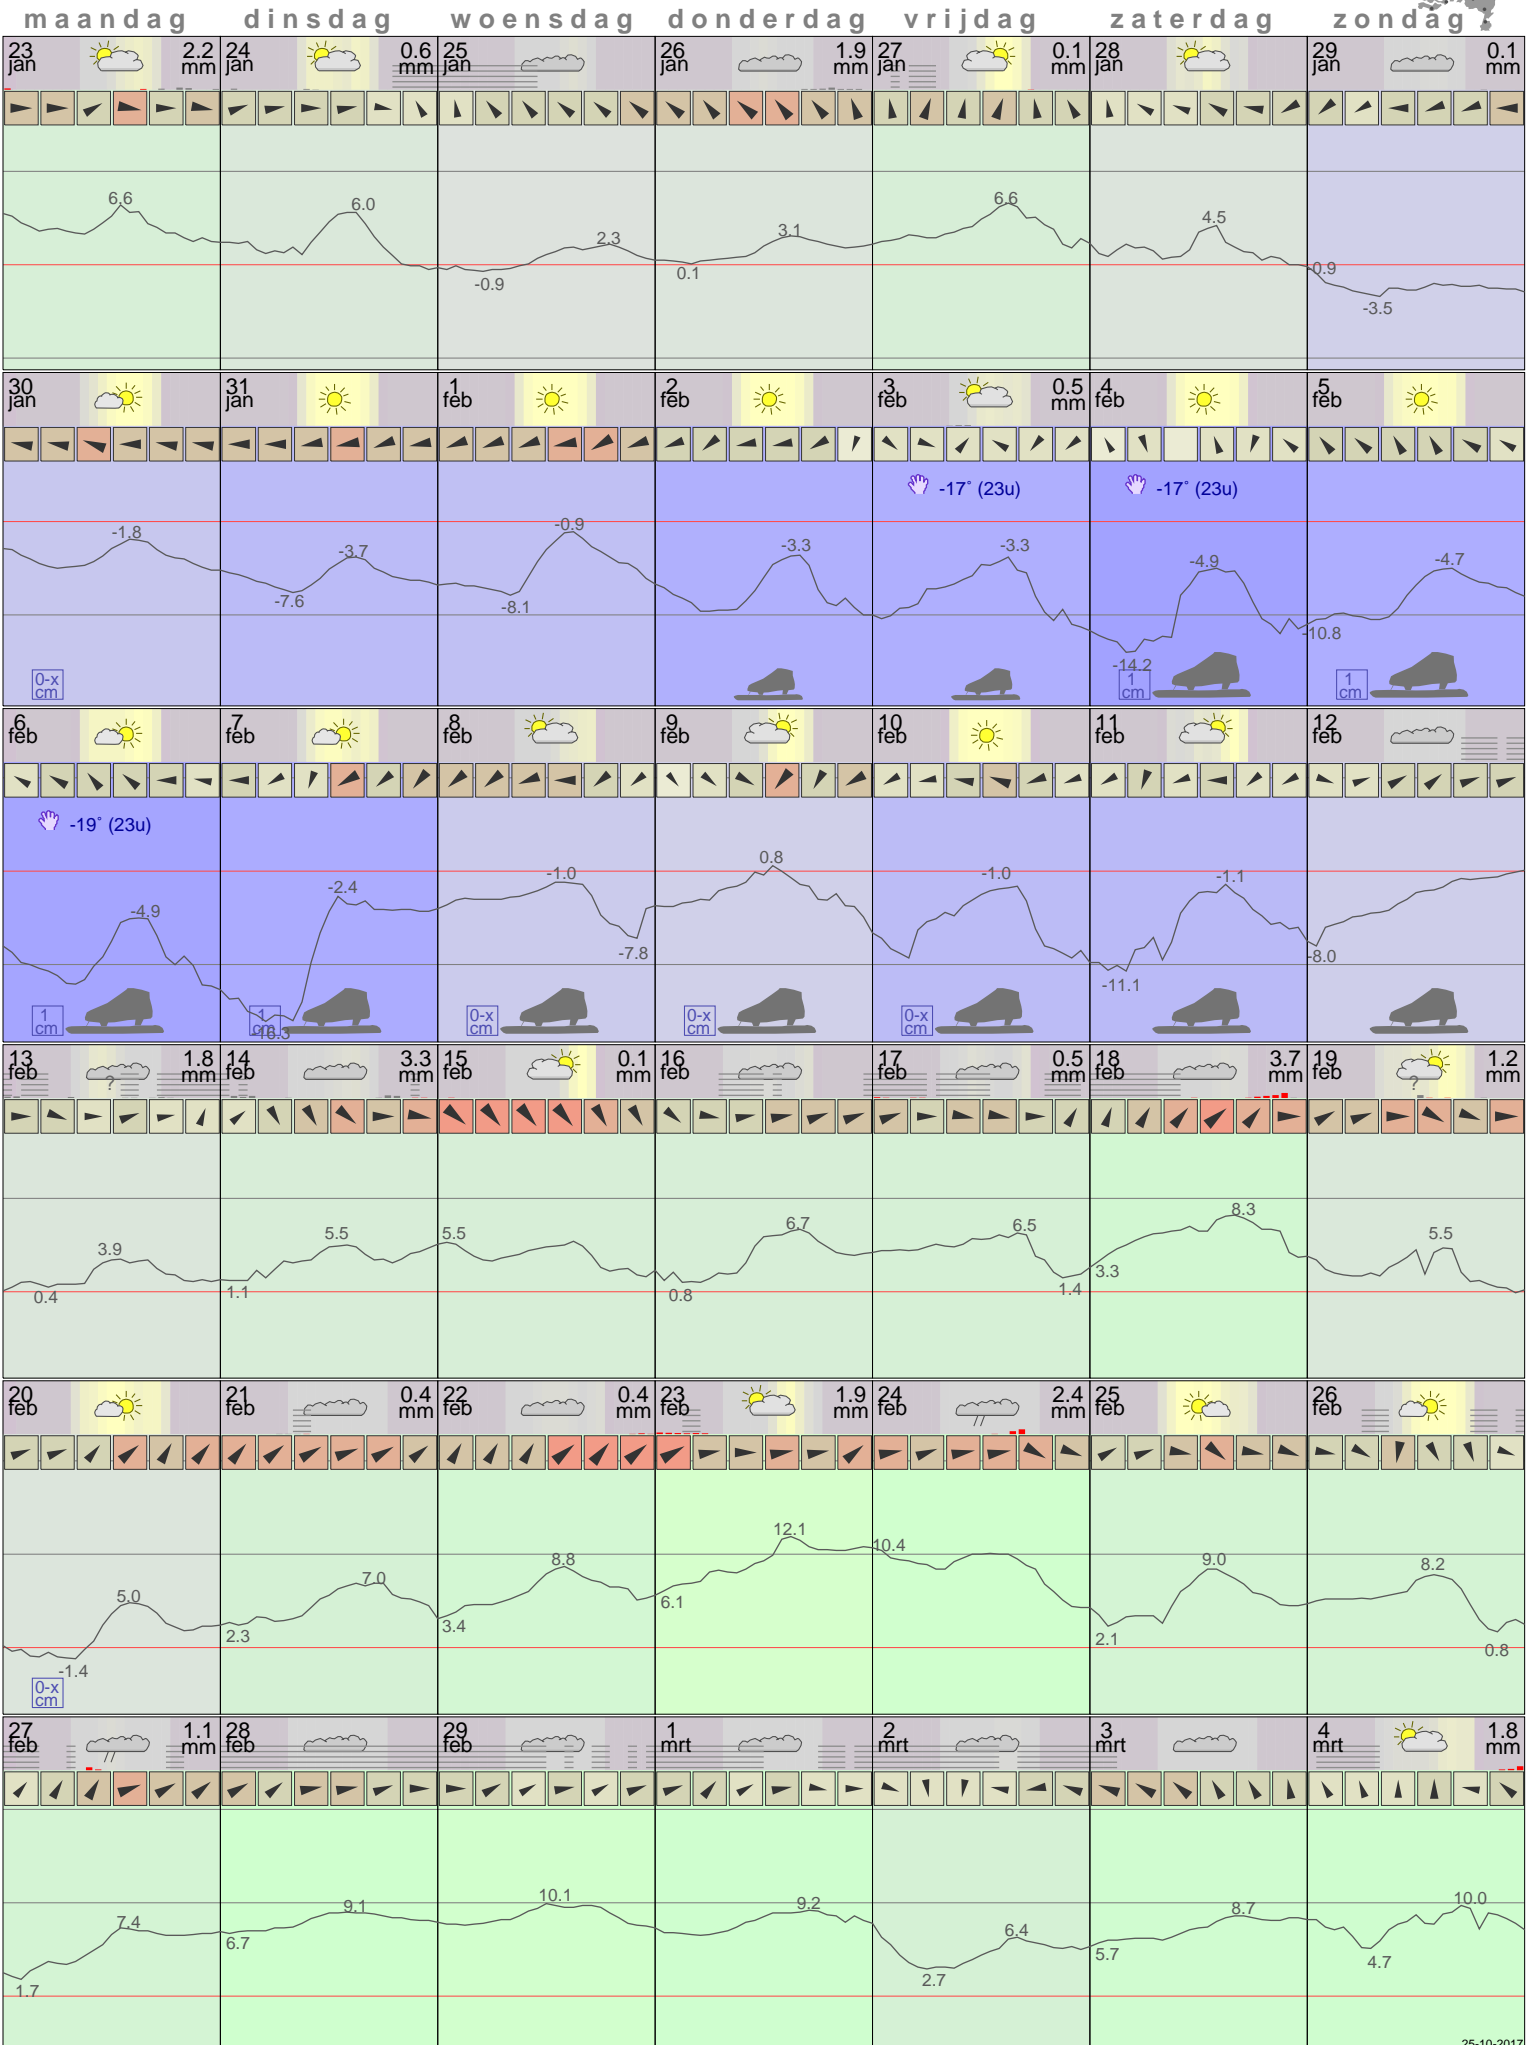 maandag dinsdag woensdag donderdag vrijdag zaterdag zondag
23 jan 2.2 mm 24 jan 0.6 mm 25 jan 26 jan 1.9 mm 27 jan 0.1 mm 28 jan 29 jan 0.1 mm
6.6 6.0 -0.9 2.3 0.1 3.1 6.6 4.5 -0.9 -3.5
30 jan 31 jan 1 feb 2 feb 3 feb 0.5 mm 4 feb 5 feb
-17° (23u) -17° (23u)
-1.8 -7.6 -3.7 -8.1 -0.9 -3.3 -3.3 -14.2 -4.9 -10.8 -4.7
0-x cm 1 cm 1 cm
6 feb 7 feb 8 feb 9 feb 10 feb 11 feb 12 feb
-19° (23u)
-4.9 -16.3 -2.4 -1.0 -7.8 0.8 -1.0 -11.1 -1.1 -8.0
1 cm 1 cm 0-x cm 0-x cm 0-x cm
13 feb 1.8 mm 14 feb 3.3 mm 15 feb 0.1 mm 16 feb 17 feb 0.5 mm 18 feb 3.7 mm 19 feb 1.2 mm
? ?
0.4 3.9 1.1 5.5 5.5 0.8 6.7 6.5 1.4 3.3 8.3 5.5
20 feb 21 feb 0.4 mm 22 feb 0.4 mm 23 feb 1.9 mm 24 feb 2.4 mm 25 feb 26 feb
-1.4 5.0 2.3 7.0 3.4 8.8 6.1 12.1 10.4 2.1 9.0 8.2 0.8
0-x cm
27 feb 1.1 mm 28 feb 29 feb 1 mrt 2 mrt 3 mrt 4 mrt 1.8 mm
1.7 7.4 6.7 9.1 10.1 9.2 2.7 6.4 5.7 8.7 4.7 10.0
25-10-2017